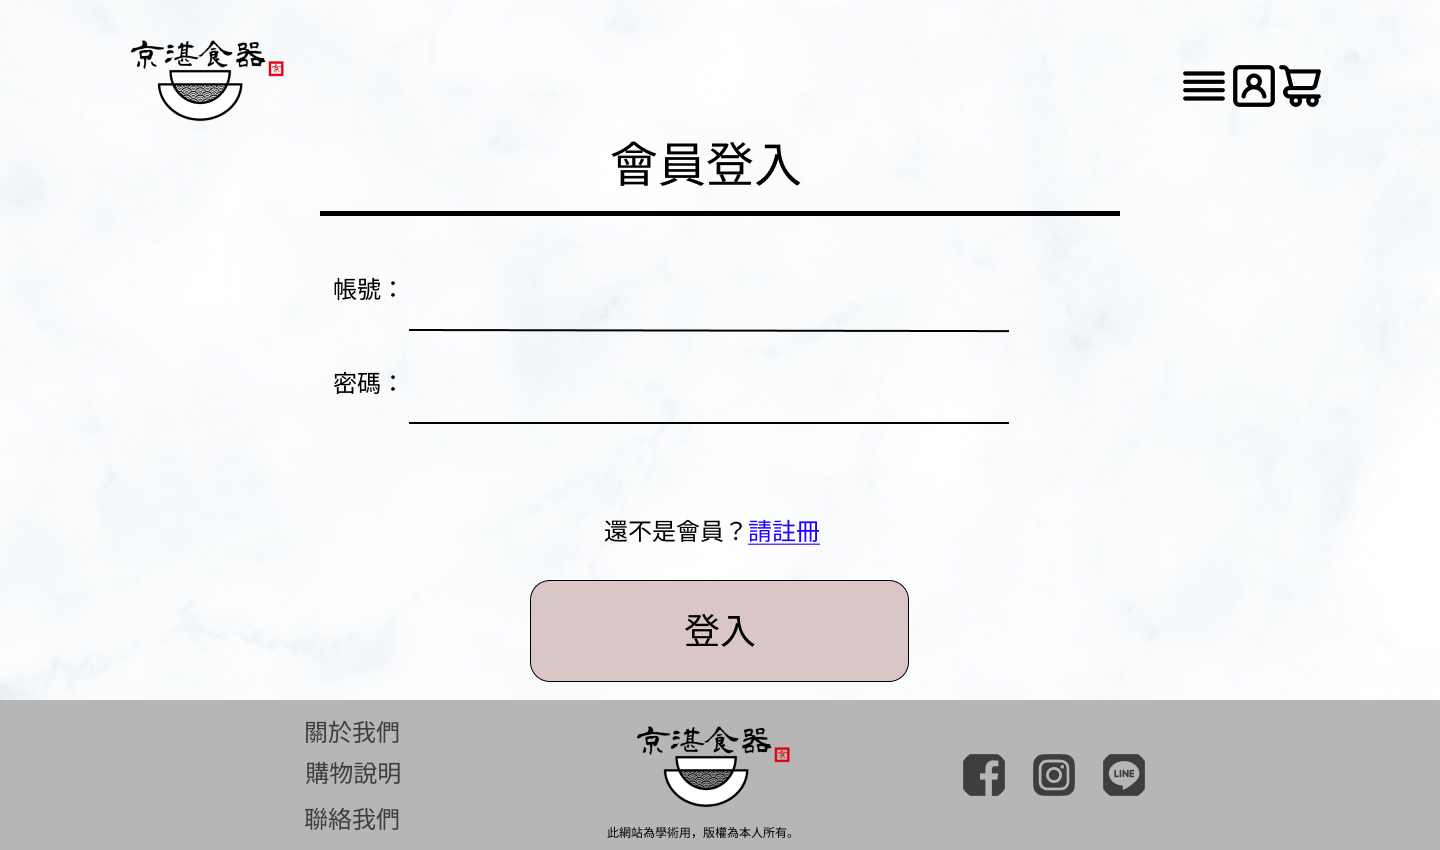 京湛食器
京
會員登入
帳號：
密碼：
還不是會員？請註冊
登入
關於我們
購物說明
聯絡我們
京湛食器
京
LINE
此網站為學術用，版權為本人所有。